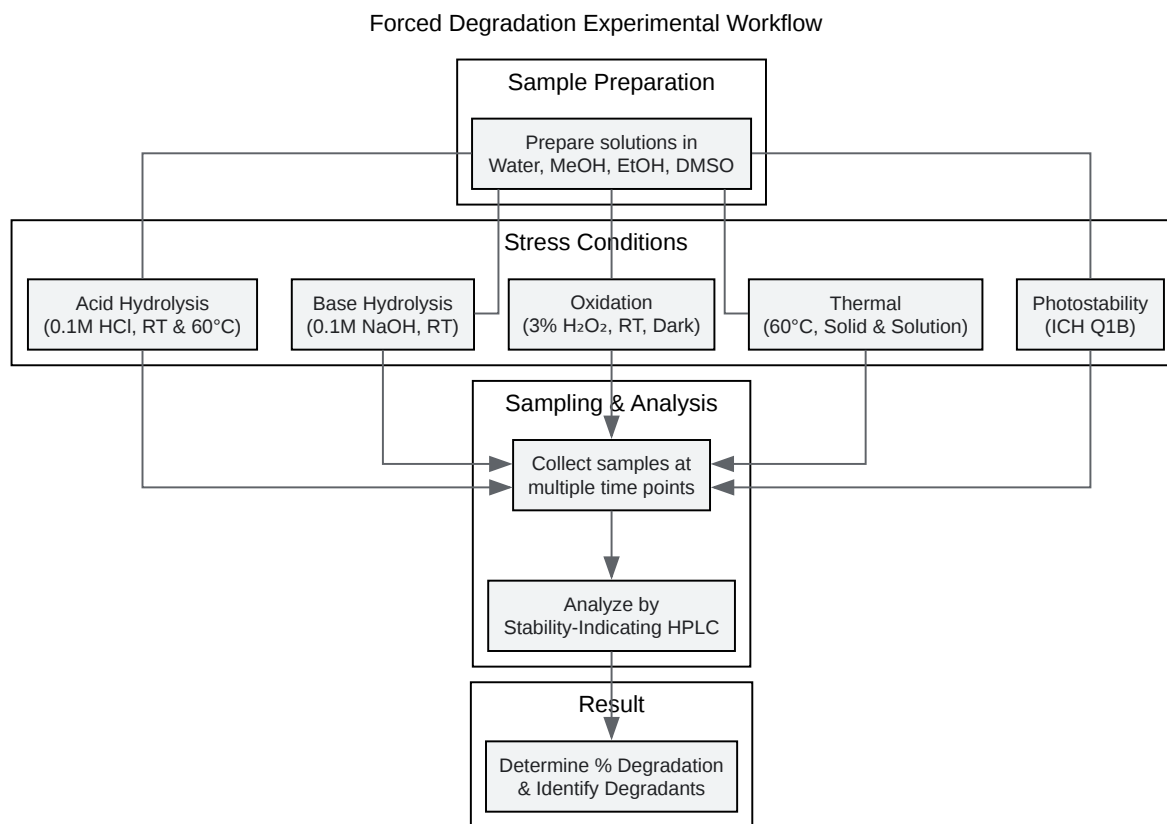 Forced Degradation Experimental Workflow
Sample Preparation
Prepare solutions in
Water, MeOH, EtOH, DMSO
Stress Conditions
Acid Hydrolysis
(0.1M HCl, RT & 60°C)
Base Hydrolysis
(0.1M NaOH, RT)
Oxidation
(3% H₂O₂, RT, Dark)
Thermal
(60°C, Solid & Solution)
Photostability
(ICH Q1B)
Sampling & Analysis
Collect samples at
multiple time points
Analyze by
Stability-Indicating HPLC
Result
Determine % Degradation
& Identify Degradants